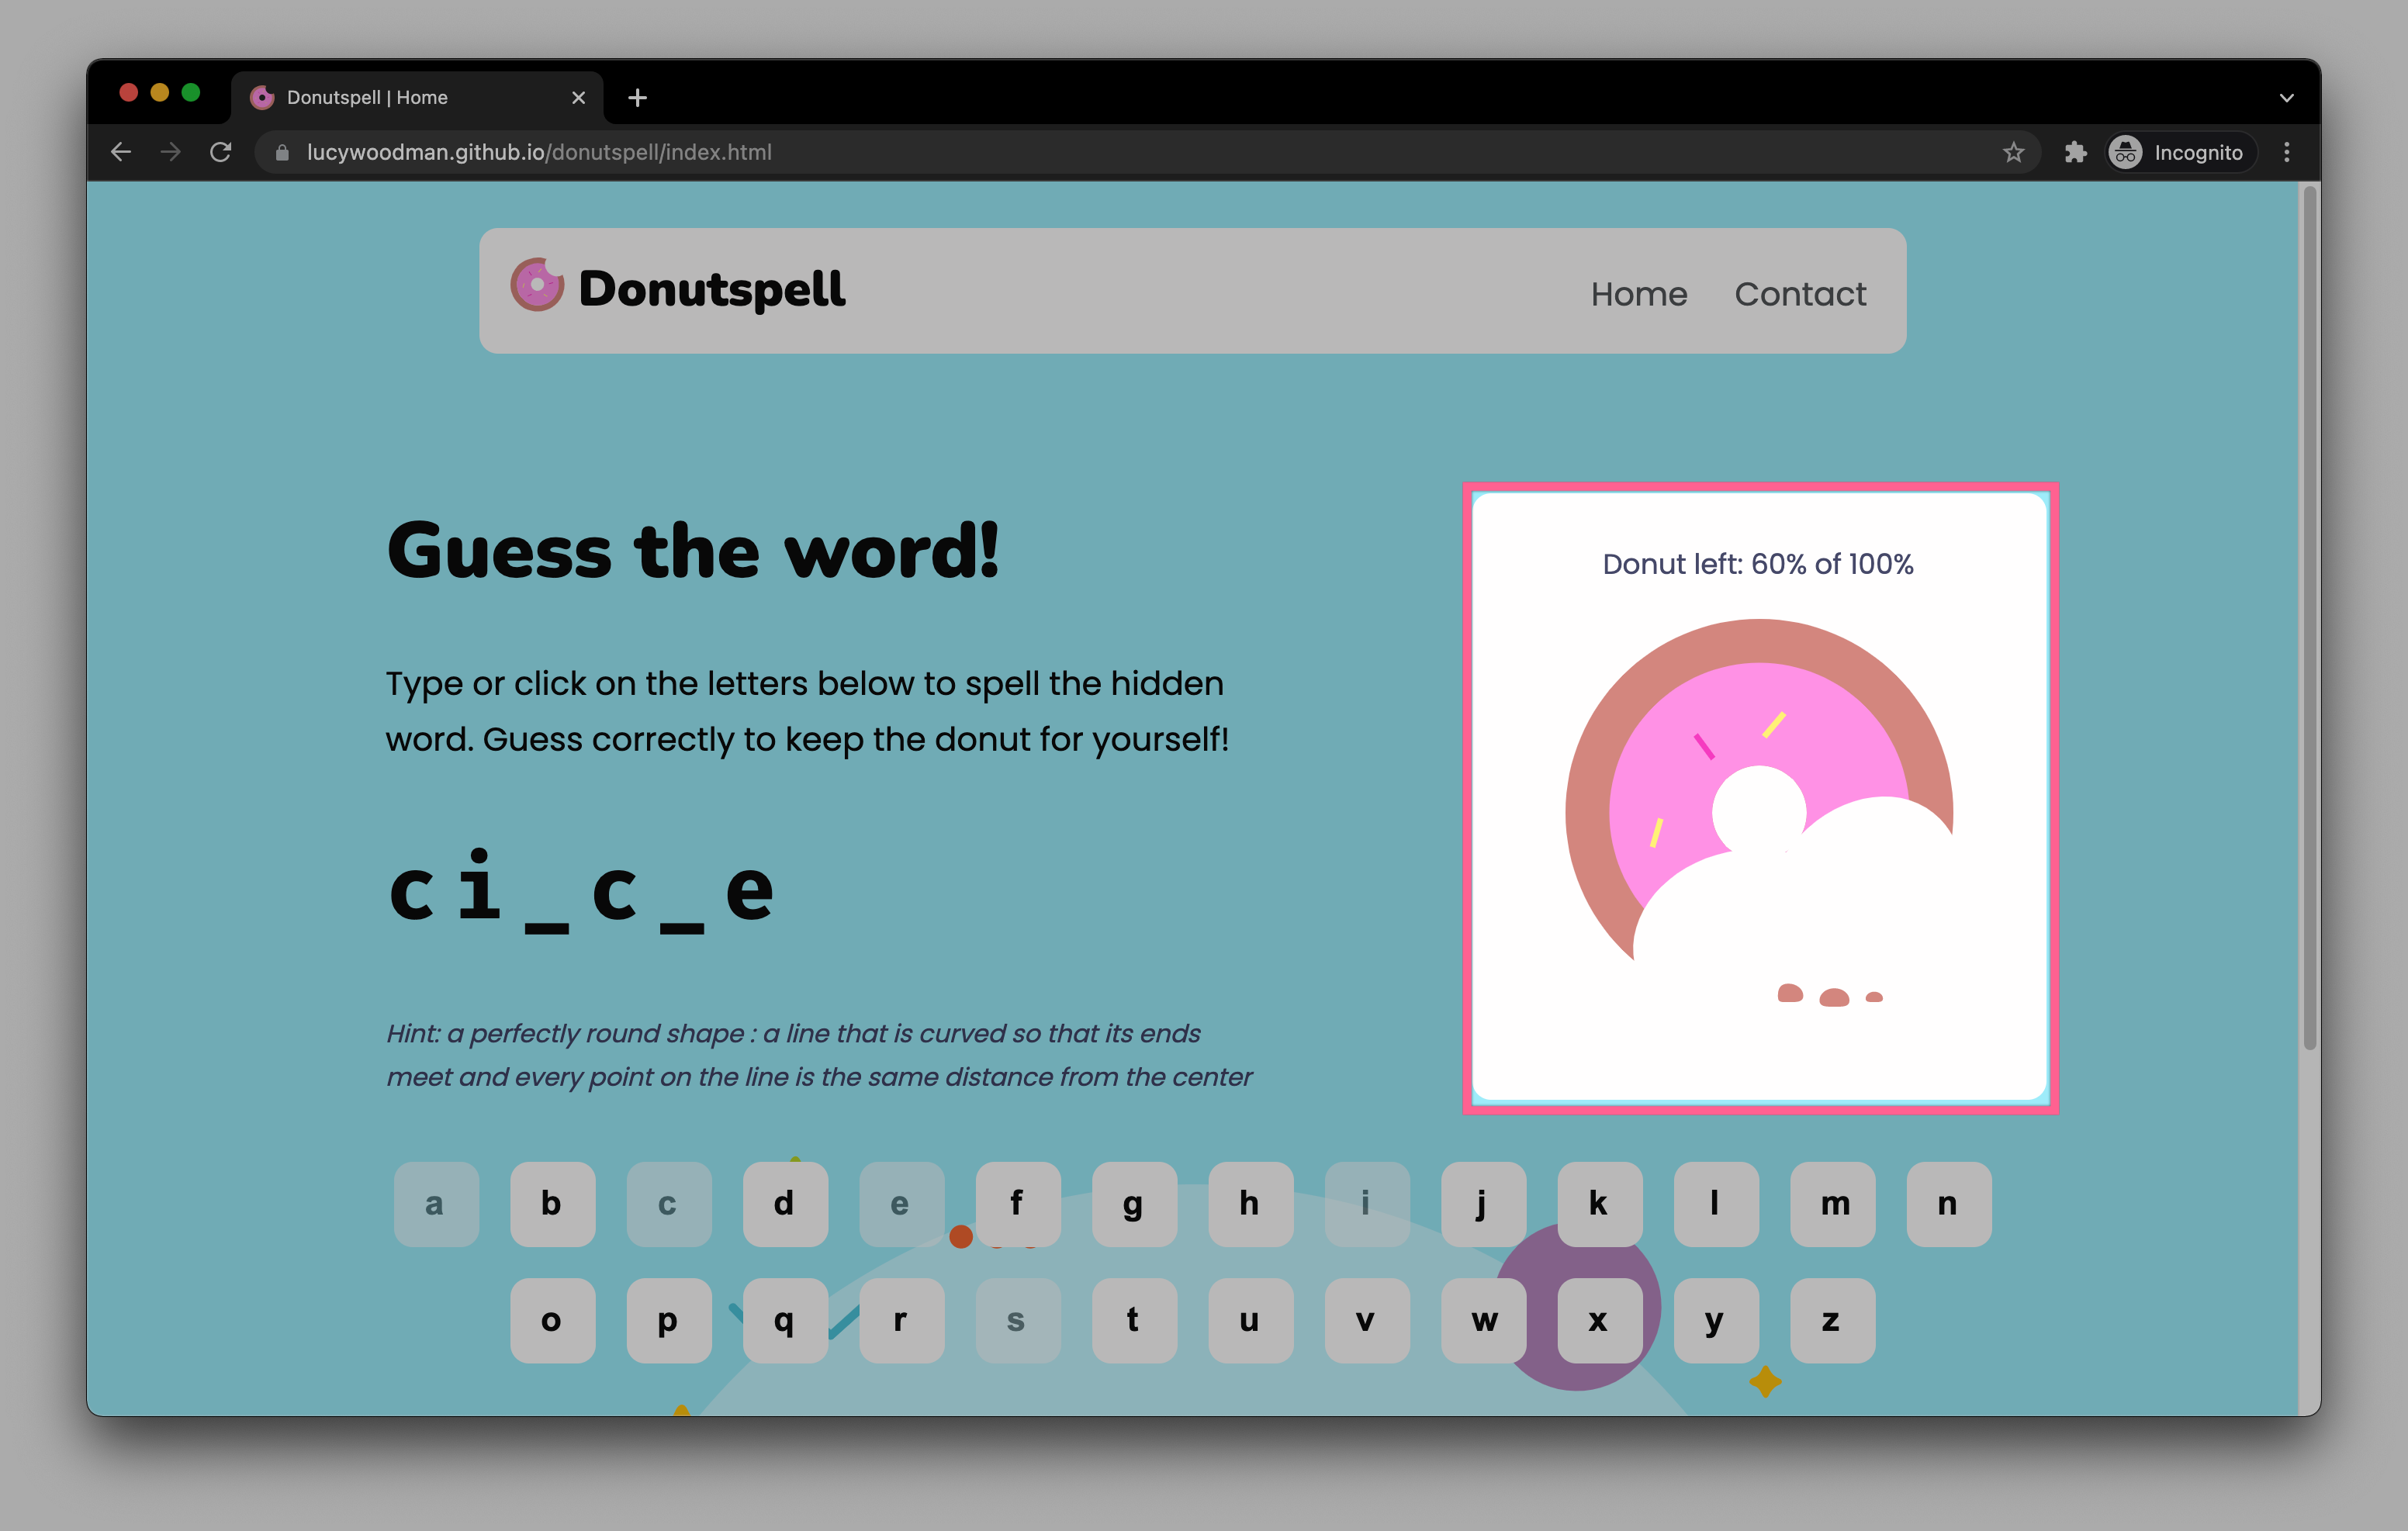 Donutspell | Home
lucywoodman.github.io/donutspell/index.html
Incognito
Donutspell
Home Contact
Guess the word!
Type or click on the letters below to spell the hidden
word. Guess correctly to keep the donut for yourself!
c i _ c _ e
Hint: a perfectly round shape : a line that is curved so that its ends
meet and every point on the line is the same distance from the center
Donut left: 60% of 100%
a b c d e f g h i j k l m n
o p q r s t u v w x y z